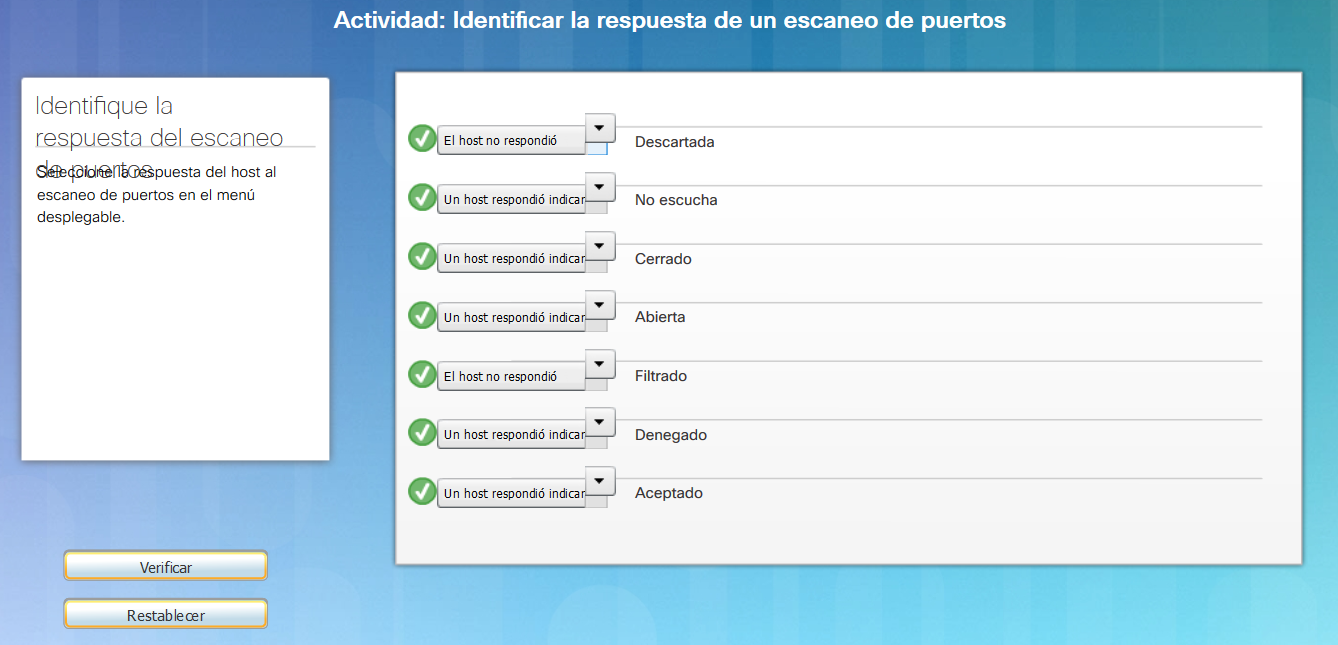 Actividad: Identificar la respuesta de un escaneo de puertos
Identifique la
respuesta del escaneo
de puertos
Seleccione la respuesta del host al
escaneo de puertos en el menú
desplegable.
El host no respondió Descartada
Un host respondió indicar No escucha
Un host respondió indicar Cerrado
Un host respondió indicar Abierta
El host no respondió Filtrado
Un host respondió indicar Denegado
Un host respondió indicar Aceptado
Verificar
Restablecer